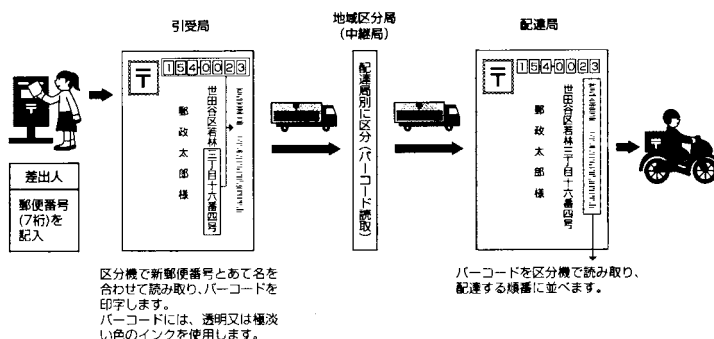 引受局
地域区分局
(中継局)
配達局
〒
1540023
世田谷区若林三丁目十六番四号
郵政太郎様
配達局別に区分(バーコード読取)
〒
1540023
世田谷区若林三丁目十六番四号
郵政太郎様
差出人
郵便番号
(7桁)を
記入
区分機で新郵便番号とあて名を
合わせて読み取り、バーコードを
印字します。
バーコードには、透明又は極淡
い色のインクを使用します。
バーコードを区分機で読み取り、
配達する順番に並べます。